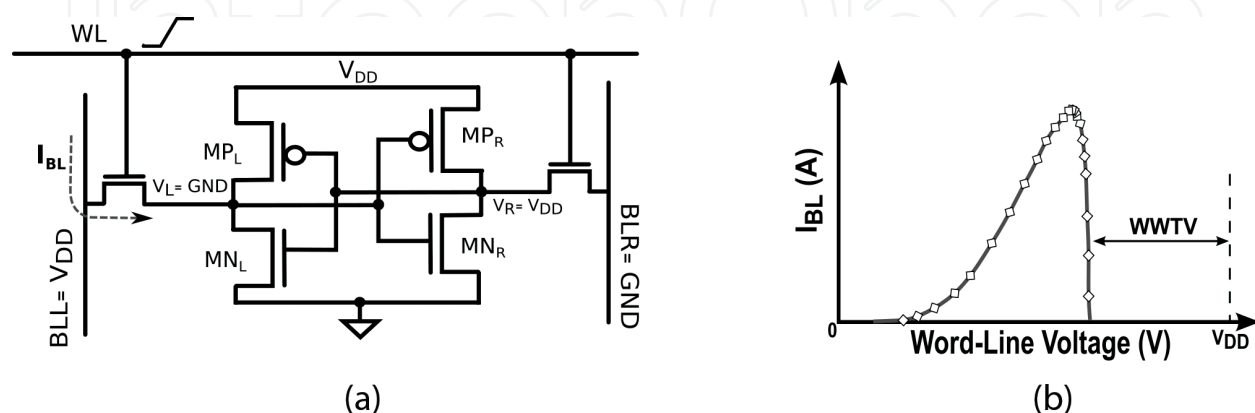 WL
V_DD
I_BL
MP_L
MP_R
V_L= GND
V_R= V_DD
MN_L
MN_R
BLL= V_DD
BLR= GND
(a)
I_BL (A)
WWTV
0
Word-Line Voltage (V)
V_DD
(b)